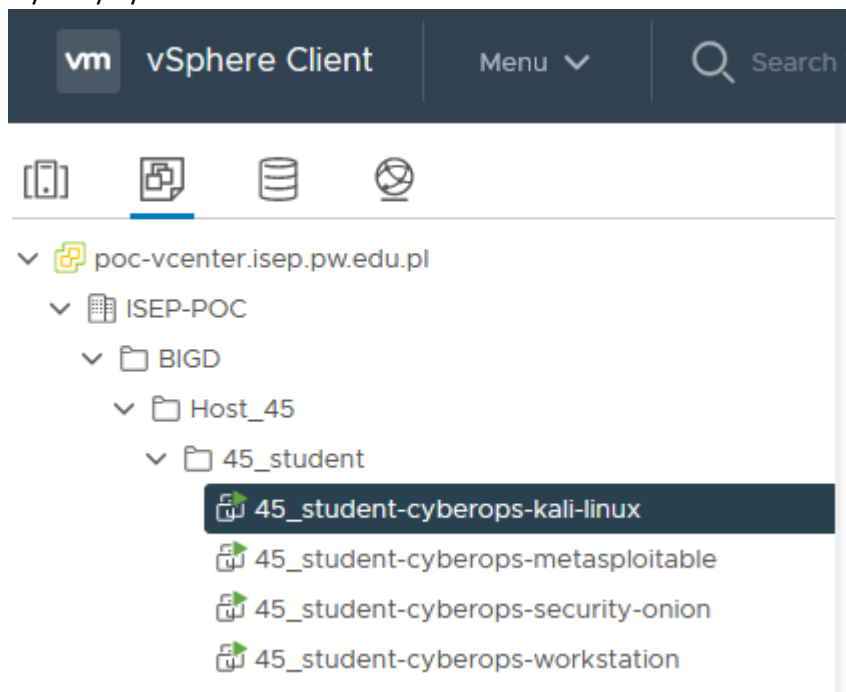 vm vSphere Client Menu Search
poc-vcenter.isep.pw.edu.pl
ISEP-POC
BIGD
Host_45
45_student
45_student-cyberops-kali-linux
45_student-cyberops-metasploitable
45_student-cyberops-security-onion
45_student-cyberops-workstation